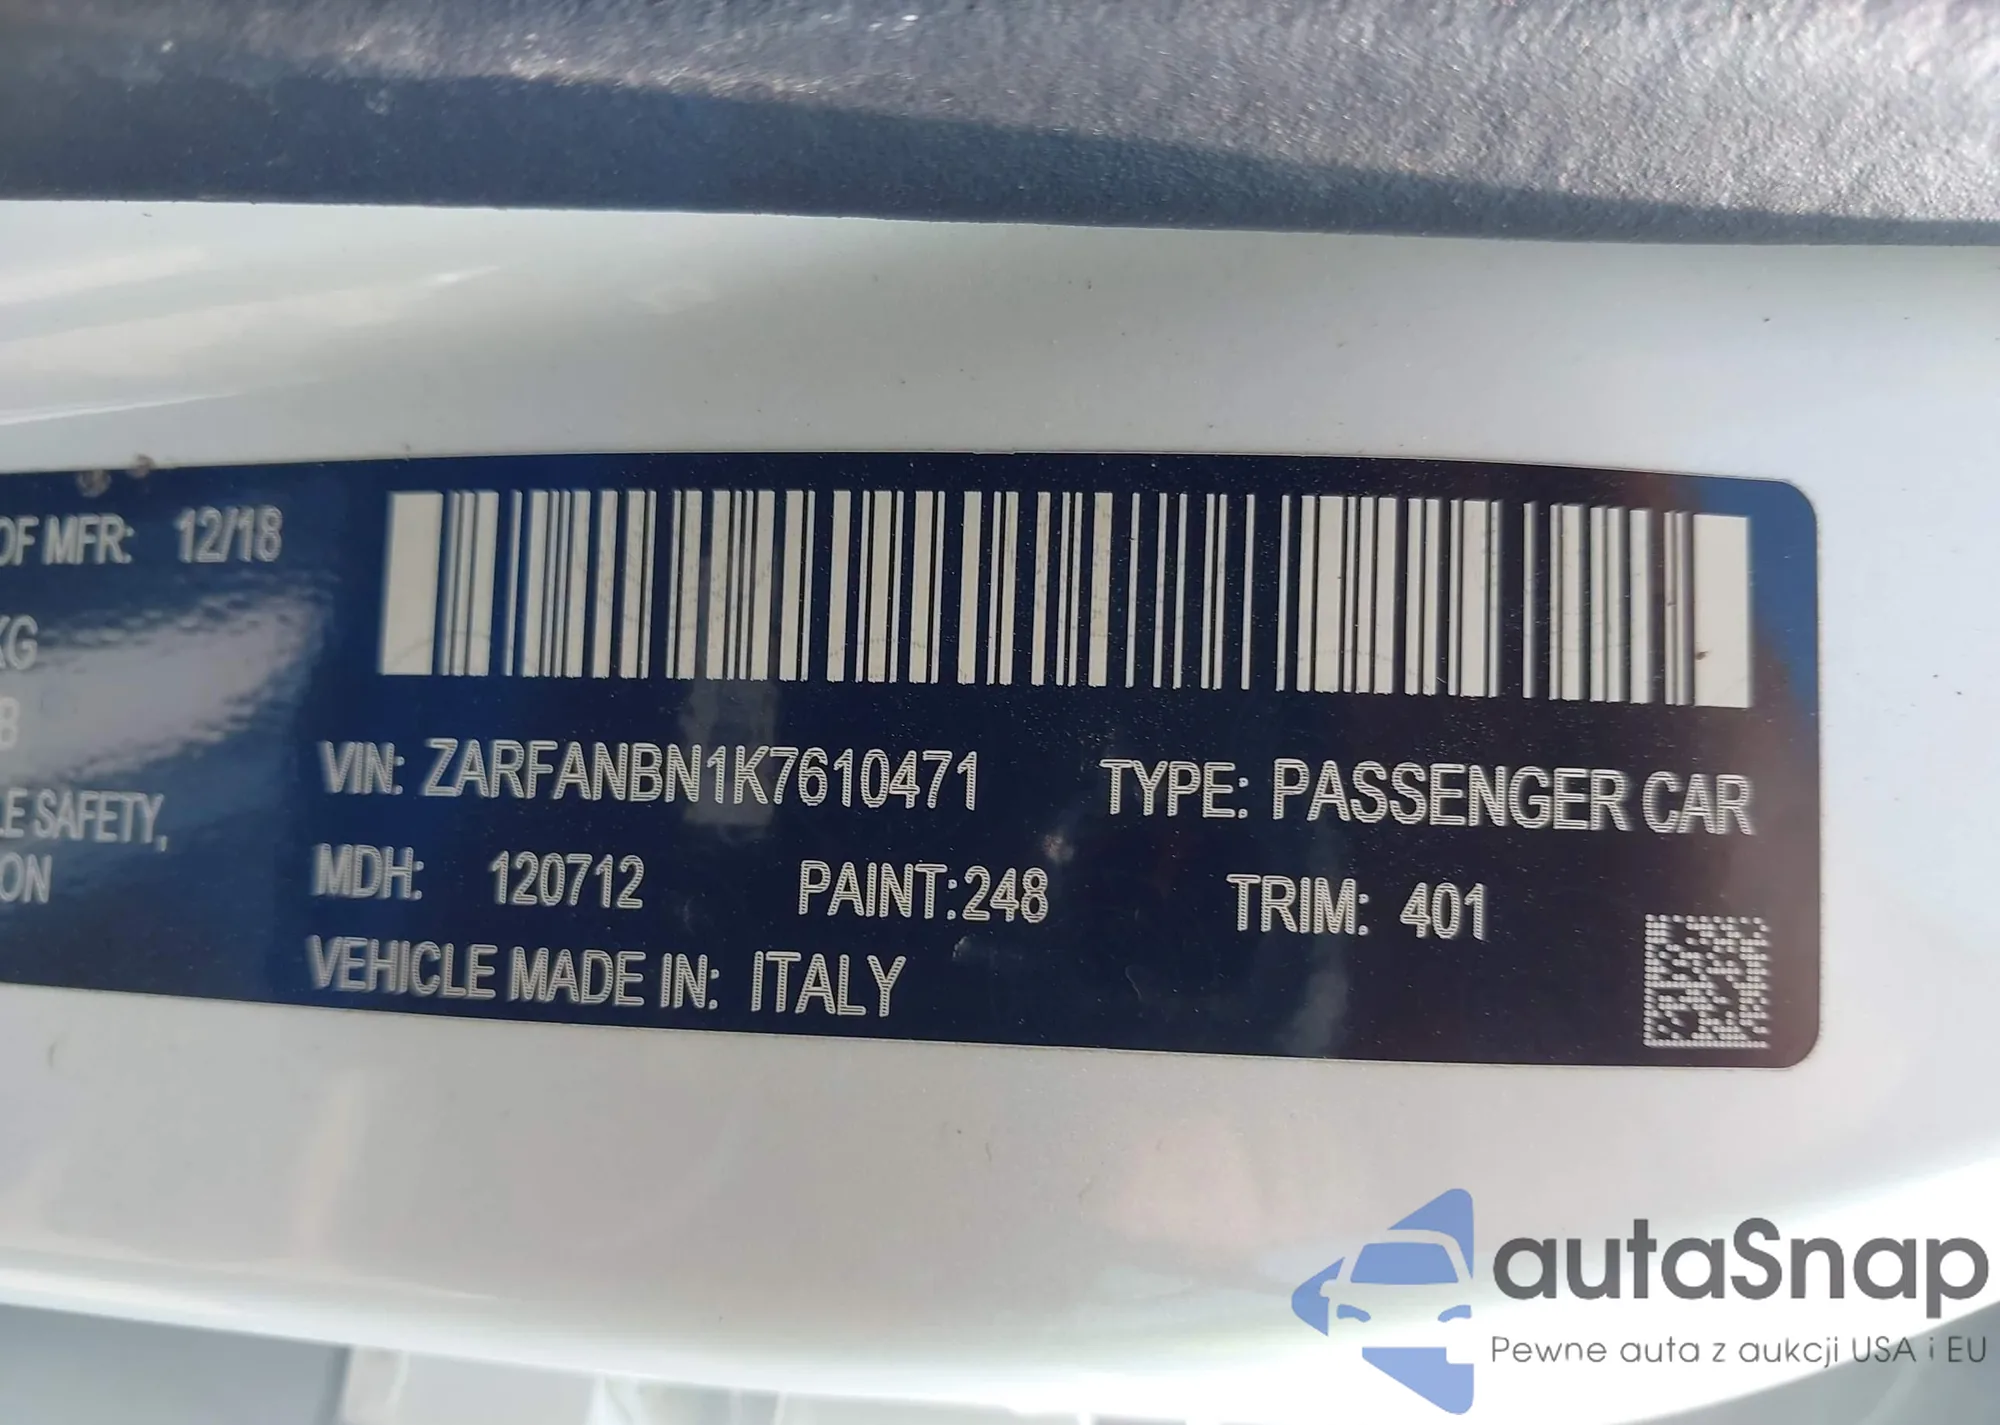 OF MFR: 12/18
KG
B
LE SAFETY,
ON
VIN: ZARFANBN1K7610471 TYPE: PASSENGER CAR
MDH: 120712 PAINT:248 TRIM: 401
VEHICLE MADE IN: ITALY
autaSnap
Pewne auta z aukcji USA i EU